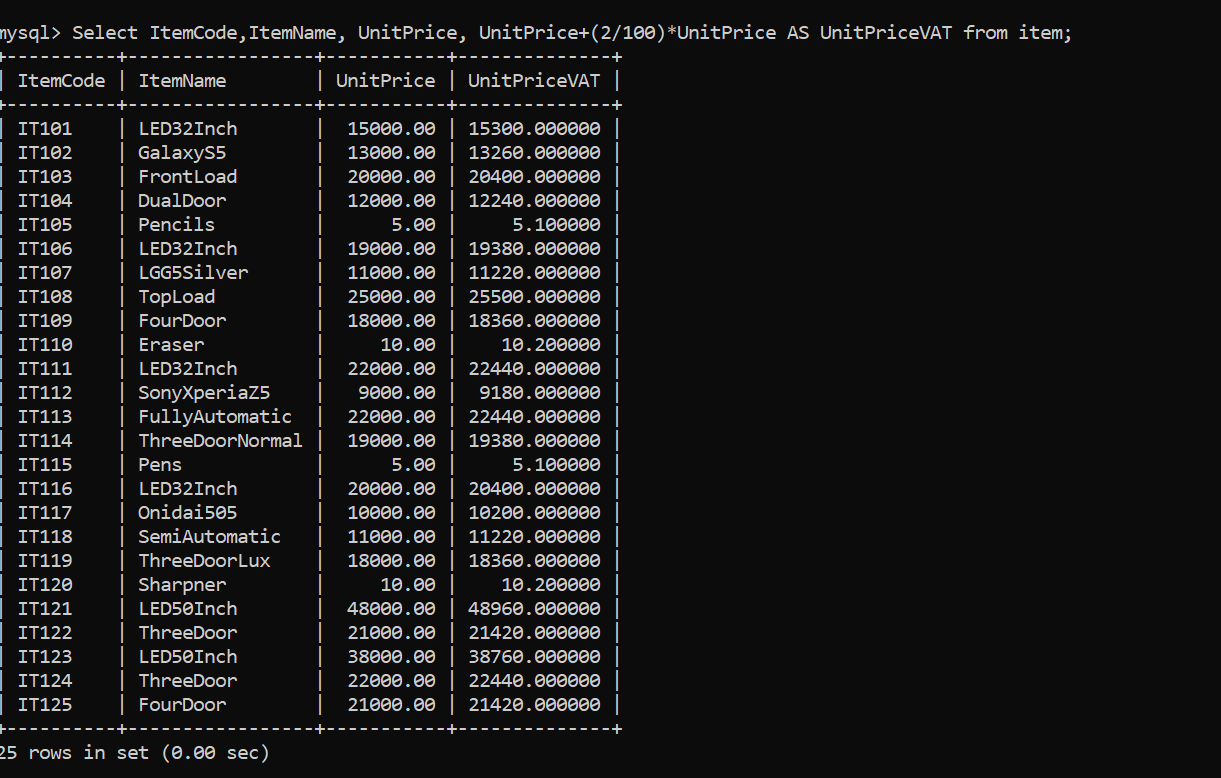 mysql> Select ItemCode,ItemName, UnitPrice, UnitPrice+(2/100)*UnitPrice AS UnitPriceVAT from item;
+----------+-----------------+-----------+--------------+
| ItemCode | ItemName        | UnitPrice | UnitPriceVAT |
+----------+-----------------+-----------+--------------+
| IT101    | LED32Inch       |  15000.00 | 15300.000000 |
| IT102    | GalaxyS5        |  13000.00 | 13260.000000 |
| IT103    | FrontLoad       |  20000.00 | 20400.000000 |
| IT104    | DualDoor        |  12000.00 | 12240.000000 |
| IT105    | Pencils         |      5.00 |     5.100000 |
| IT106    | LED32Inch       |  19000.00 | 19380.000000 |
| IT107    | LGG5Silver      |  11000.00 | 11220.000000 |
| IT108    | TopLoad         |  25000.00 | 25500.000000 |
| IT109    | FourDoor        |  18000.00 | 18360.000000 |
| IT110    | Eraser          |     10.00 |    10.200000 |
| IT111    | LED32Inch       |  22000.00 | 22440.000000 |
| IT112    | SonyXperiaZ5    |   9000.00 |  9180.000000 |
| IT113    | FullyAutomatic  |  22000.00 | 22440.000000 |
| IT114    | ThreeDoorNormal |  19000.00 | 19380.000000 |
| IT115    | Pens            |      5.00 |     5.100000 |
| IT116    | LED32Inch       |  20000.00 | 20400.000000 |
| IT117    | Onidai505       |  10000.00 | 10200.000000 |
| IT118    | SemiAutomatic   |  11000.00 | 11220.000000 |
| IT119    | ThreeDoorLux    |  18000.00 | 18360.000000 |
| IT120    | Sharpner        |     10.00 |    10.200000 |
| IT121    | LED50Inch       |  48000.00 | 48960.000000 |
| IT122    | ThreeDoor       |  21000.00 | 21420.000000 |
| IT123    | LED50Inch       |  38000.00 | 38760.000000 |
| IT124    | ThreeDoor       |  22000.00 | 22440.000000 |
| IT125    | FourDoor        |  21000.00 | 21420.000000 |
+----------+-----------------+-----------+--------------+
25 rows in set (0.00 sec)